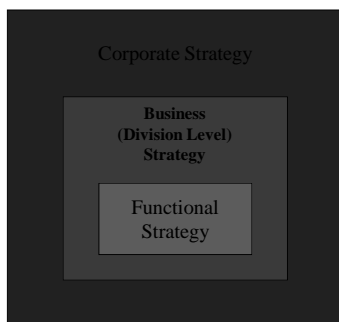 Corporate Strategy
Business
(Division Level)
Strategy
Functional
Strategy